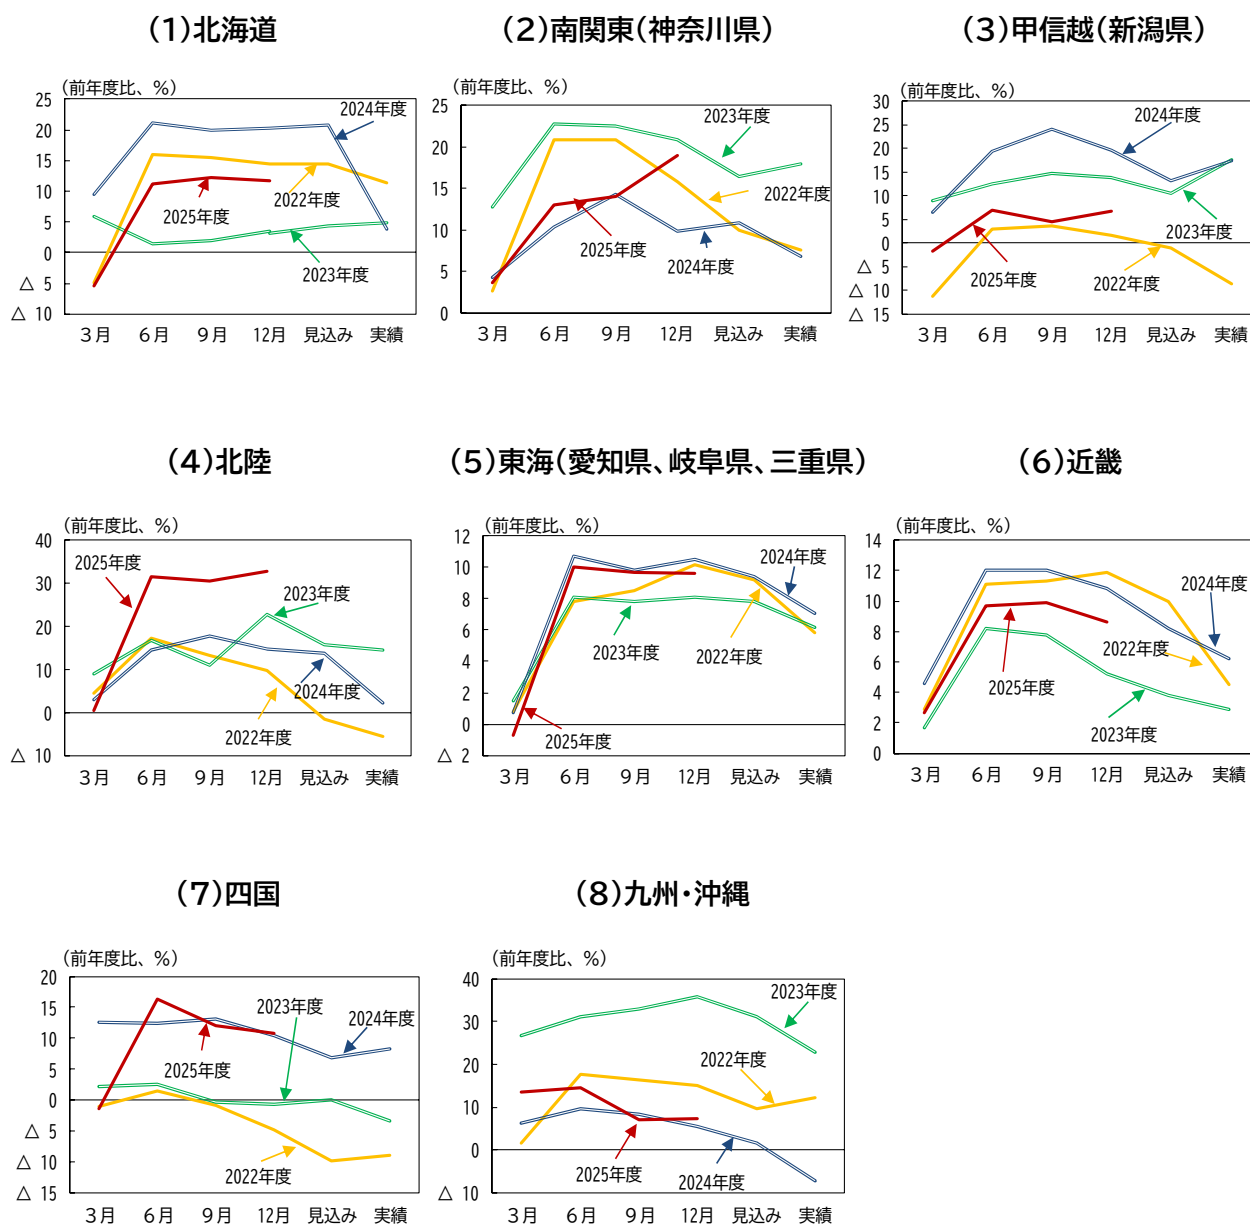 (1)北海道
(前年度比、%)
25
20
15
10
5
0
△ 5
△ 10
2024年度
2022年度
2025年度
2023年度
3月 6月 9月 12月 見込み 実績
(2)南関東(神奈川県)
(前年度比、%)
25
20
15
10
5
0
2023年度
2022年度
2025年度
2024年度
3月 6月 9月 12月 見込み 実績
(3)甲信越(新潟県)
(前年度比、%)
30
25
20
15
10
5
0
△ 5
△ 10
△ 15
2024年度
2023年度
2025年度
2022年度
3月 6月 9月 12月 見込み 実績
(4)北陸
(前年度比、%)
40
30
20
10
0
△ 10
2025年度
2023年度
2024年度
2022年度
3月 6月 9月 12月 見込み 実績
(5)東海(愛知県、岐阜県、三重県)
(前年度比、%)
12
10
8
6
4
2
0
△ 2
2024年度
2023年度
2022年度
2025年度
3月 6月 9月 12月 見込み 実績
(6)近畿
(前年度比、%)
14
12
10
8
6
4
2
0
2024年度
2022年度
2025年度
2023年度
3月 6月 9月 12月 見込み 実績
(7)四国
(前年度比、%)
20
15
10
5
0
△ 5
△ 10
△ 15
2023年度
2024年度
2025年度
2022年度
3月 6月 9月 12月 見込み 実績
(8)九州・沖縄
(前年度比、%)
40
30
20
10
0
△ 10
2023年度
2022年度
2025年度
2024年度
3月 6月 9月 12月 見込み 実績